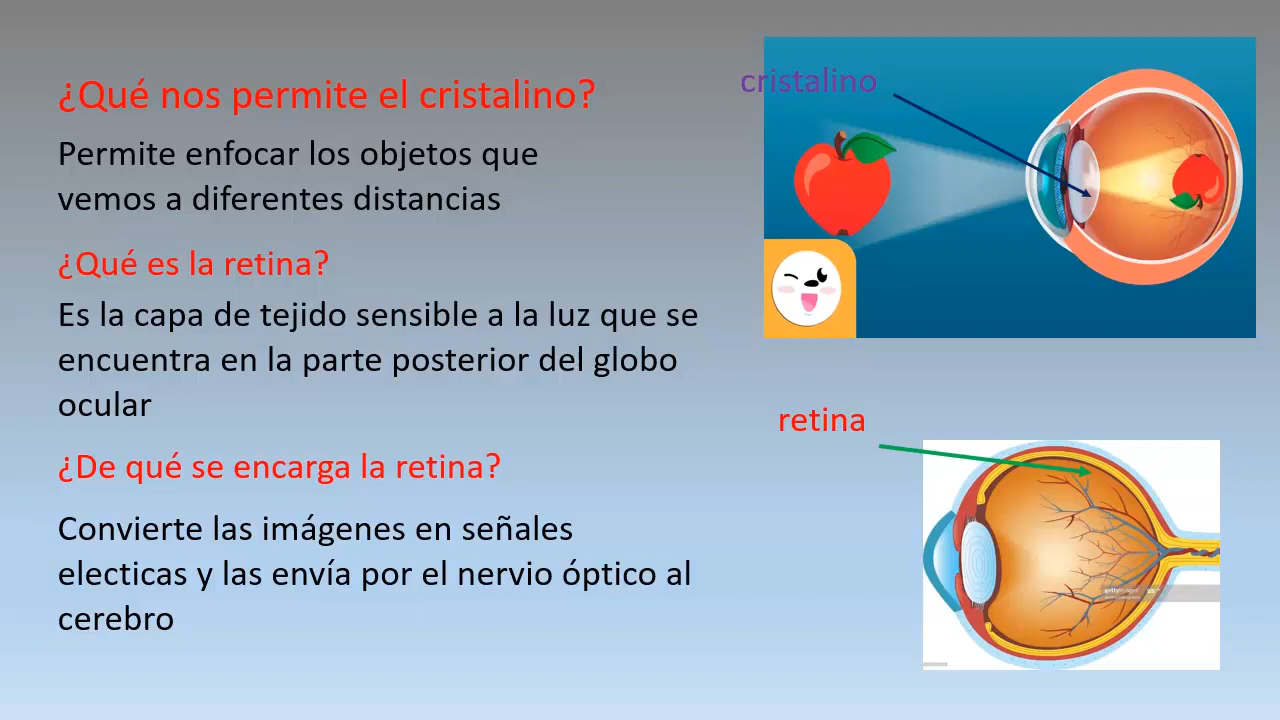 ¿Qué nos permite el cristalino?
Permite enfocar los objetos que
vemos a diferentes distancias
¿Qué es la retina?
Es la capa de tejido sensible a la luz que se
encuentra en la parte posterior del globo
ocular
¿De qué se encarga la retina?
Convierte las imágenes en señales
electicas y las envía por el nervio óptico al
cerebro
cristalino
retina
gettyimages